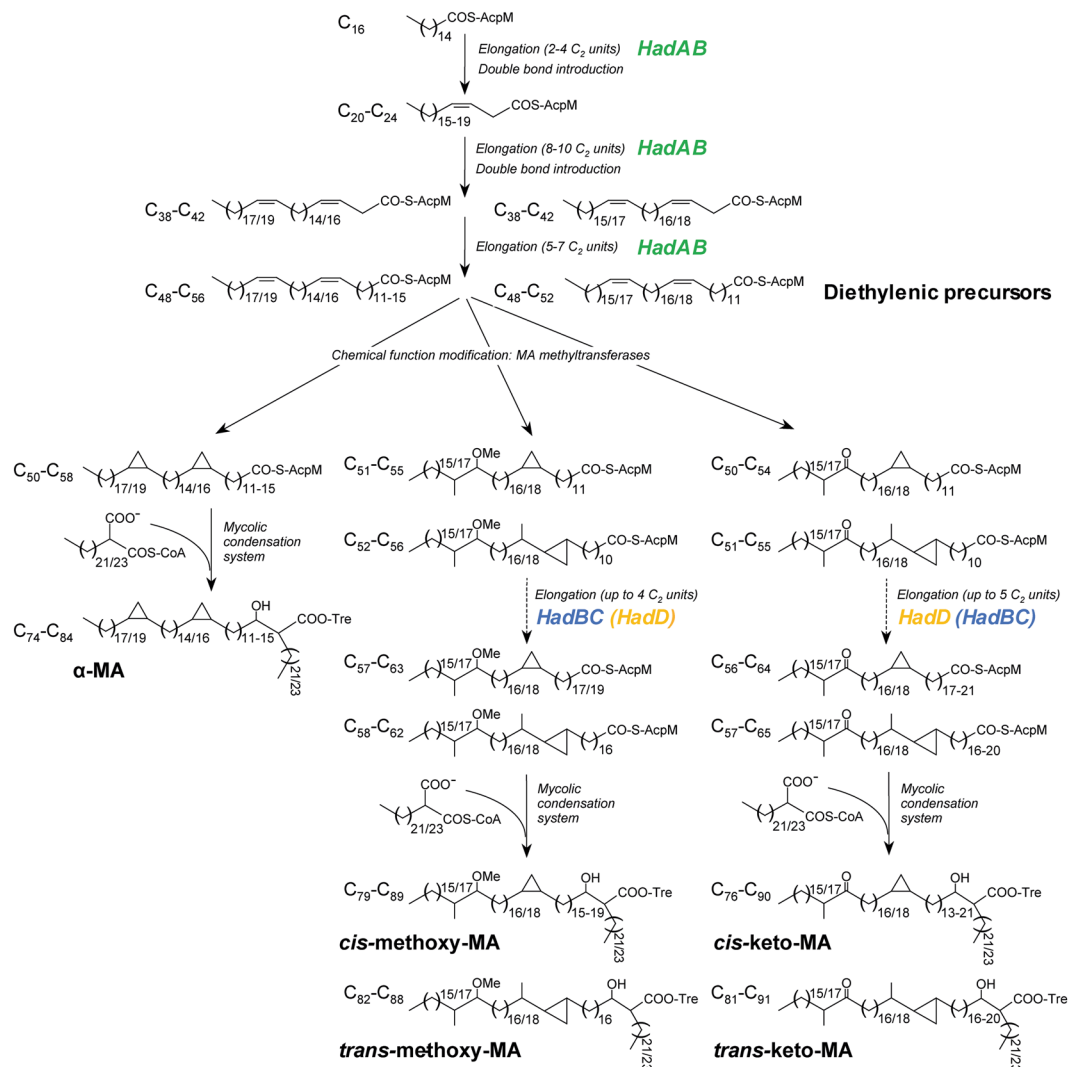 C16
COS-AcpM
14
Elongation (2-4 C2 units) HadAB
Double bond introduction
C20-C24
COS-AcpM
15-19
Elongation (8-10 C2 units) HadAB
Double bond introduction
C38-C42
17/19
14/16
CO-S-AcpM
C38-C42
15/17
16/18
CO-S-AcpM
Elongation (5-7 C2 units) HadAB
C48-C56
17/19
14/16
11-15
CO-S-AcpM
C48-C52
15/17
16/18
11
CO-S-AcpM
Diethylenic precursors
Chemical function modification: MA methyltransferases
C50-C58
17/19
14/16
11-15
CO-S-AcpM
C51-C55
15/17
OMe
16/18
11
CO-S-AcpM
C50-C54
15/17
O
16/18
11
CO-S-AcpM
COO−
21/23
COS-CoA
Mycolic
condensation
system
C52-C56
15/17
OMe
16/18
10
CO-S-AcpM
C51-C55
15/17
O
16/18
10
CO-S-AcpM
Elongation (up to 4 C2 units)
HadBC (HadD)
Elongation (up to 5 C2 units)
HadD (HadBC)
C74-C84
17/19
14/16
11-15
OH
COO-Tre
21/23
α-MA
C57-C63
15/17
OMe
16/18
17/19
CO-S-AcpM
C56-C64
15/17
O
16/18
17-21
CO-S-AcpM
C58-C62
15/17
OMe
16/18
16
CO-S-AcpM
C57-C65
15/17
O
16/18
16-20
CO-S-AcpM
COO−
21/23
COS-CoA
Mycolic
condensation
system
COO−
21/23
COS-CoA
Mycolic
condensation
system
C79-C89
15/17
OMe
16/18
15-19
OH
COO-Tre
21/23
cis-methoxy-MA
C76-C90
15/17
O
16/18
13-21
OH
COO-Tre
21/23
cis-keto-MA
C82-C88
15/17
OMe
16/18
16
OH
COO-Tre
21/23
trans-methoxy-MA
C81-C91
15/17
O
16/18
16-20
OH
COO-Tre
21/23
trans-keto-MA